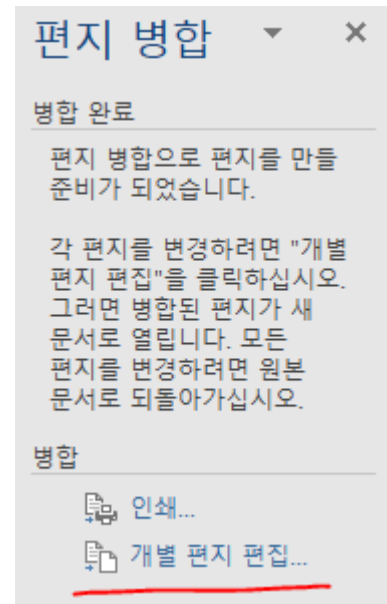 편지 병합
병합 완료
편지 병합으로 편지를 만들
준비가 되었습니다.
각 편지를 변경하려면 "개별
편지 편집"을 클릭하십시오.
그러면 병합된 편지가 새
문서로 열립니다. 모든
편지를 변경하려면 원본
문서로 되돌아가십시오.
병합
인쇄...
개별 편지 편집...